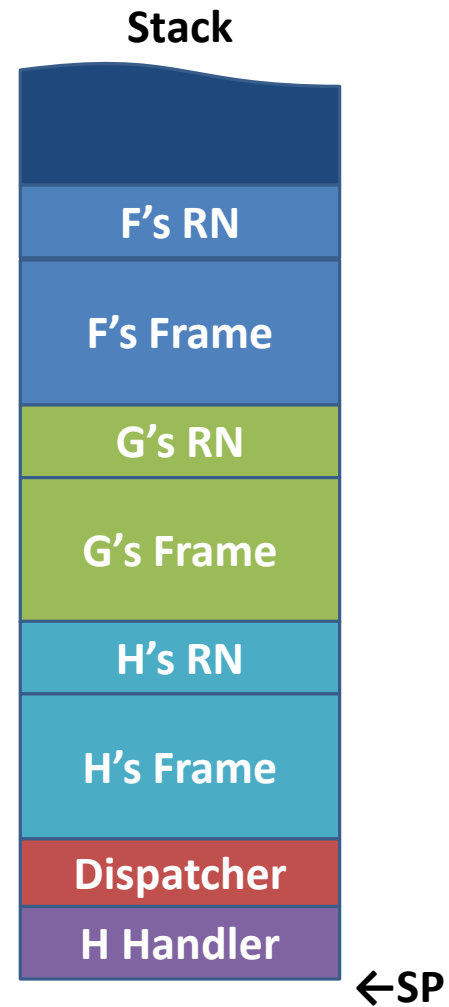 Stack
F’s RN
F’s Frame
G’s RN
G’s Frame
H’s RN
H’s Frame
Dispatcher
H Handler
←SP